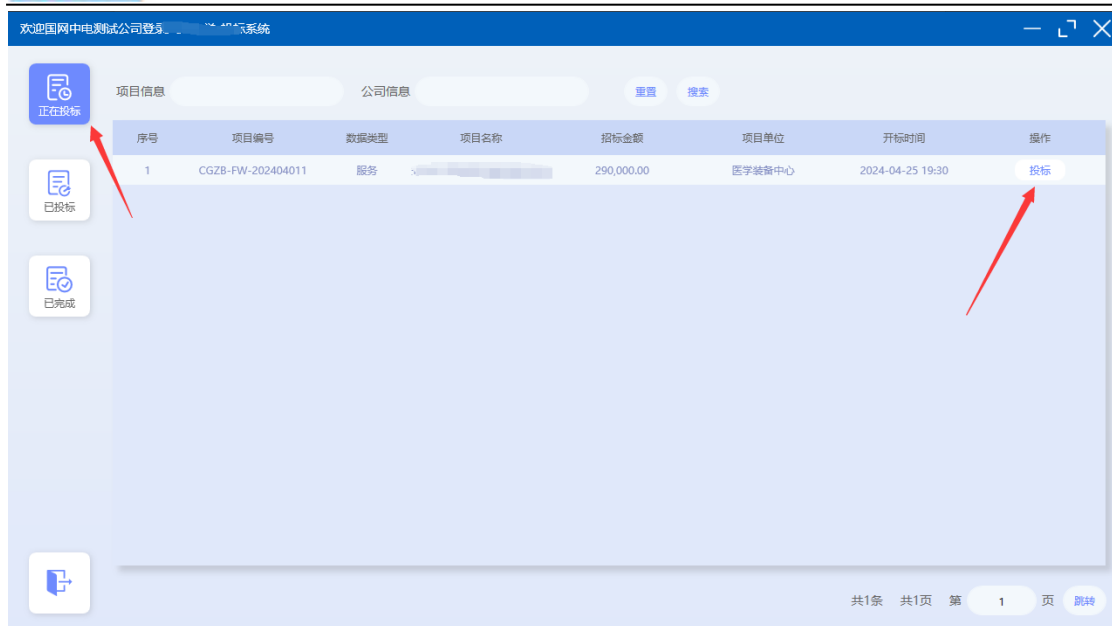 欢迎国网中电测试公司登录 投标系统
正在投标
已投标
已完成
项目信息 公司信息 重置 搜索
序号 项目编号 数据类型 项目名称 招标金额 项目单位 开标时间 操作
1 CGZB-FW-202404011 服务 290,000.00 医学装备中心 2024-04-25 19:30 投标
共1条 共1页 第 1 页 跳转